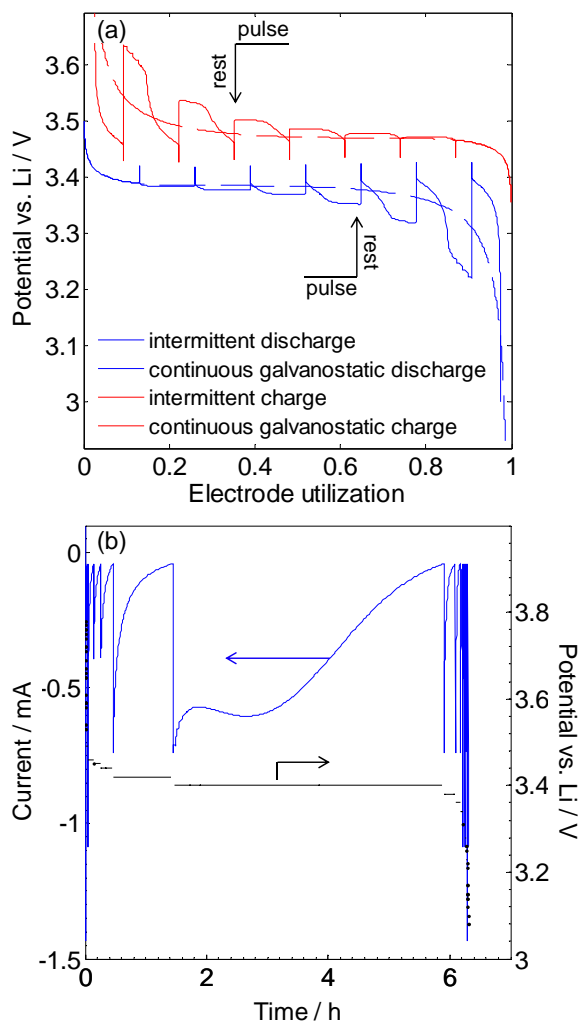 (a)
pulse
rest
3.6
3.5
3.4
3.3
3.2
3.1
3
Potential vs. Li / V
rest
pulse
intermittent discharge
continuous galvanostatic discharge
intermittent charge
continuous galvanostatic charge
0
0.2
0.4
0.6
0.8
1
Electrode utilization
(b)
0
-0.5
-1
-1.5
Current / mA
3.8
3.6
3.4
3.2
3
Potential vs. Li / V
0
2
4
6
Time / h